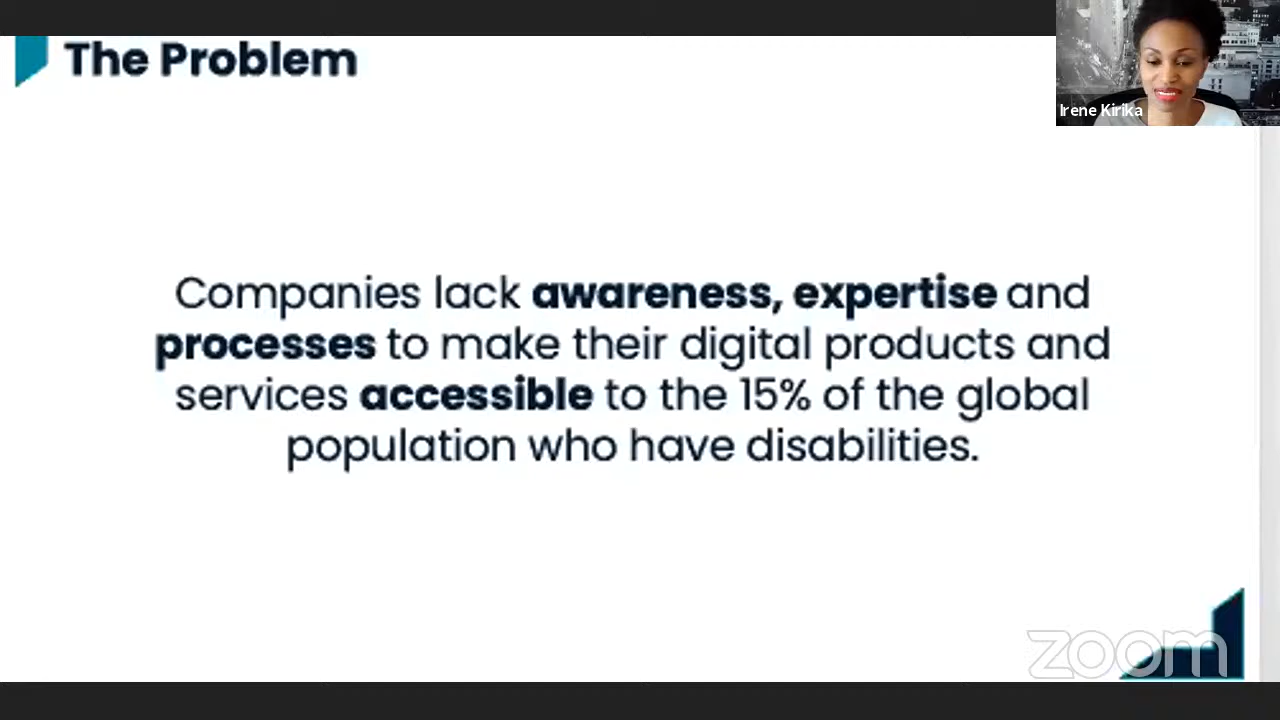 The Problem
Irene Kirika
Companies lack awareness, expertise and
processes to make their digital products and
services accessible to the 15% of the global
population who have disabilities.
zoom